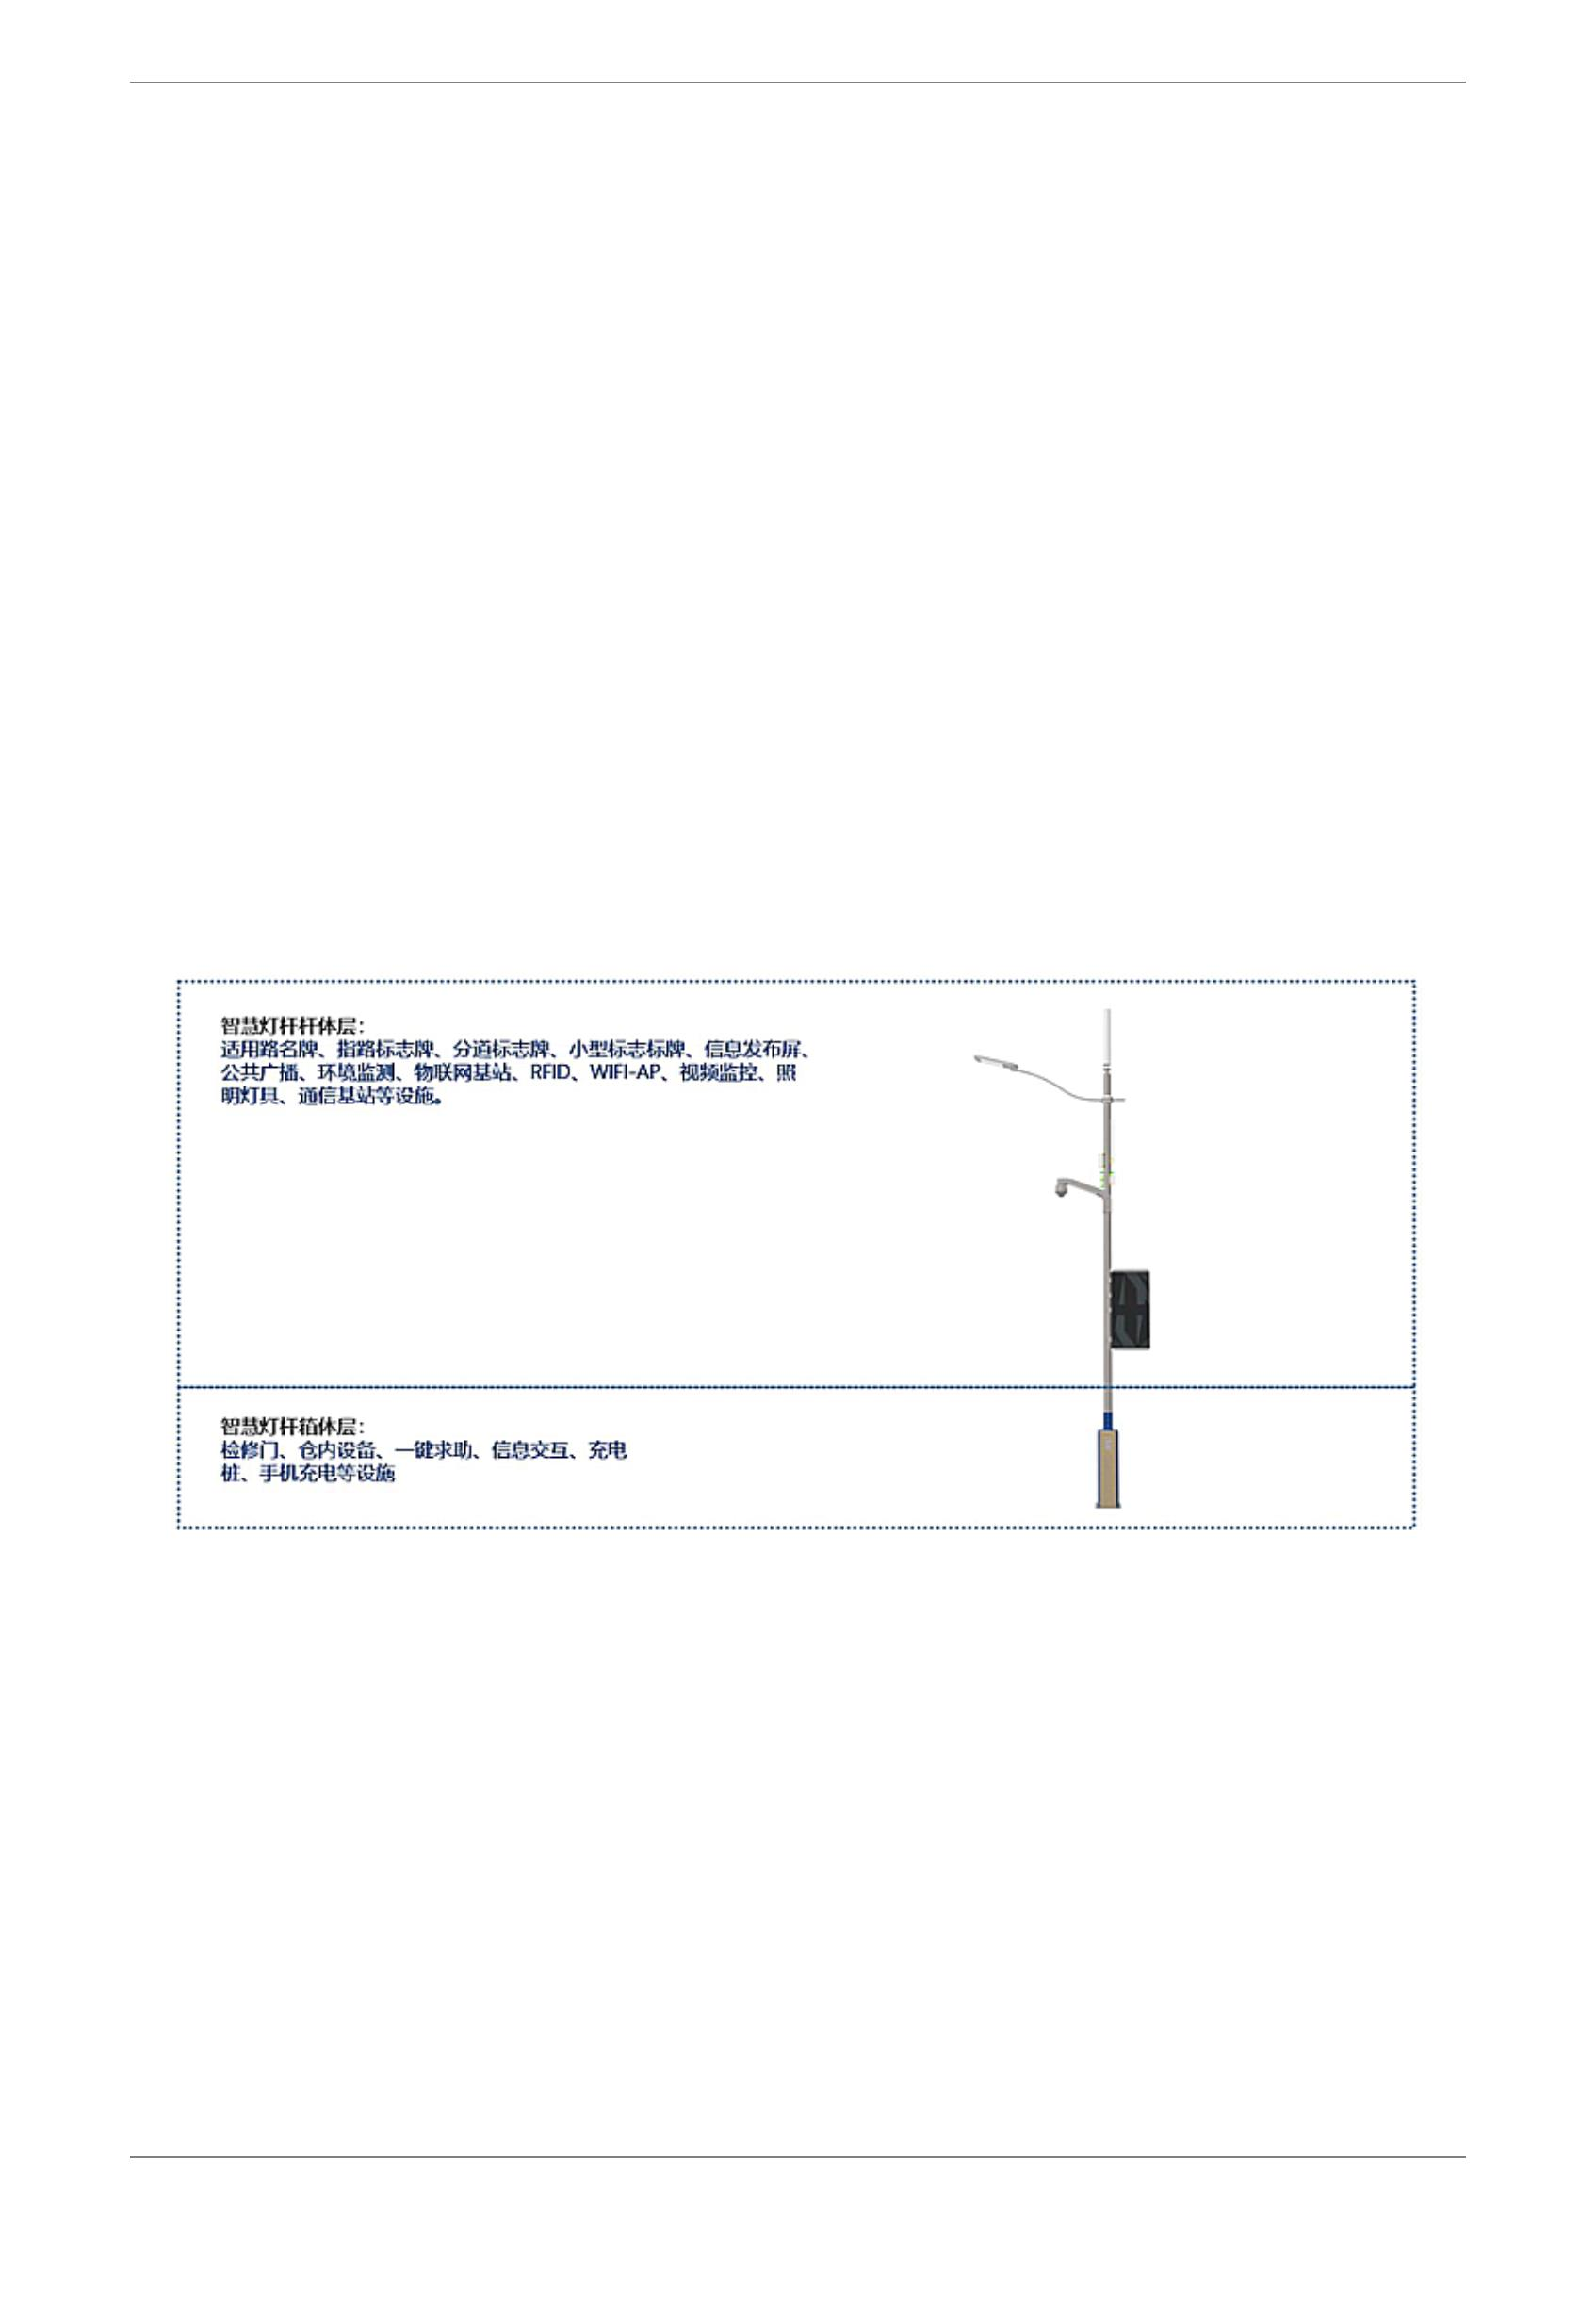 智慧灯杆杆体层：
适用路名牌、指路标志牌、分道标志牌、小型标志标牌、信息发布屏、
公共广播、环境监测、物联网基站、RFID、WIFI-AP、视频监控、照
明灯具、通信基站等设施。
智慧灯杆箱体层：
检修门、仓内设备、一键求助、信息交互、充电
桩、手机充电等设施